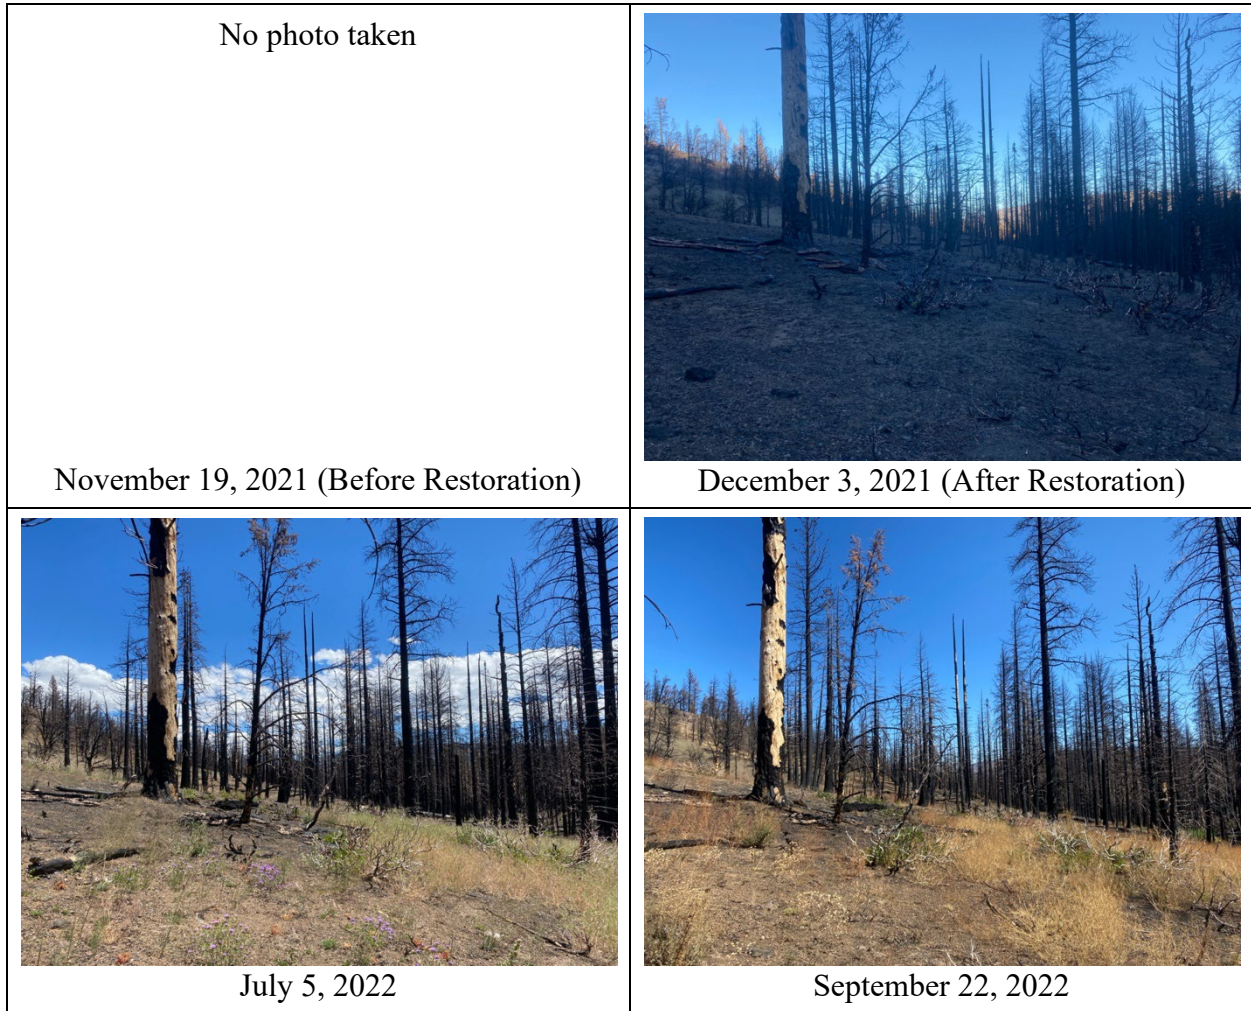 No photo taken
November 19, 2021 (Before Restoration)
December 3, 2021 (After Restoration)
July 5, 2022
September 22, 2022